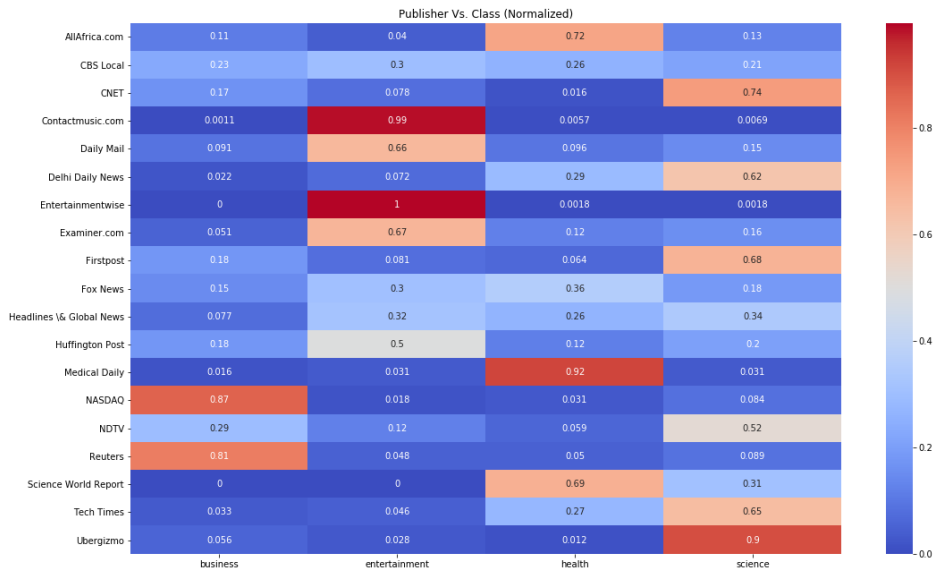 Publisher Vs. Class (Normalized)
AllAfrica.com 0.11 0.04 0.72 0.13
CBS Local 0.23 0.3 0.26 0.21
CNET 0.17 0.078 0.016 0.74
Contactmusic.com 0.0011 0.99 0.0057 0.0069
Daily Mail 0.091 0.66 0.096 0.15
Delhi Daily News 0.022 0.072 0.29 0.62
Entertainmentwise 0 1 0.0018 0.0018
Examiner.com 0.051 0.67 0.12 0.16
Firstpost 0.18 0.081 0.064 0.68
Fox News 0.15 0.3 0.36 0.18
Headlines \& Global News 0.077 0.32 0.26 0.34
Huffington Post 0.18 0.5 0.12 0.2
Medical Daily 0.016 0.031 0.92 0.031
NASDAQ 0.87 0.018 0.031 0.084
NDTV 0.29 0.12 0.059 0.52
Reuters 0.81 0.048 0.05 0.089
Science World Report 0 0 0.69 0.31
Tech Times 0.033 0.046 0.27 0.65
Ubergizmo 0.056 0.028 0.012 0.9
business entertainment health science
0.8
0.6
0.4
0.2
0.0